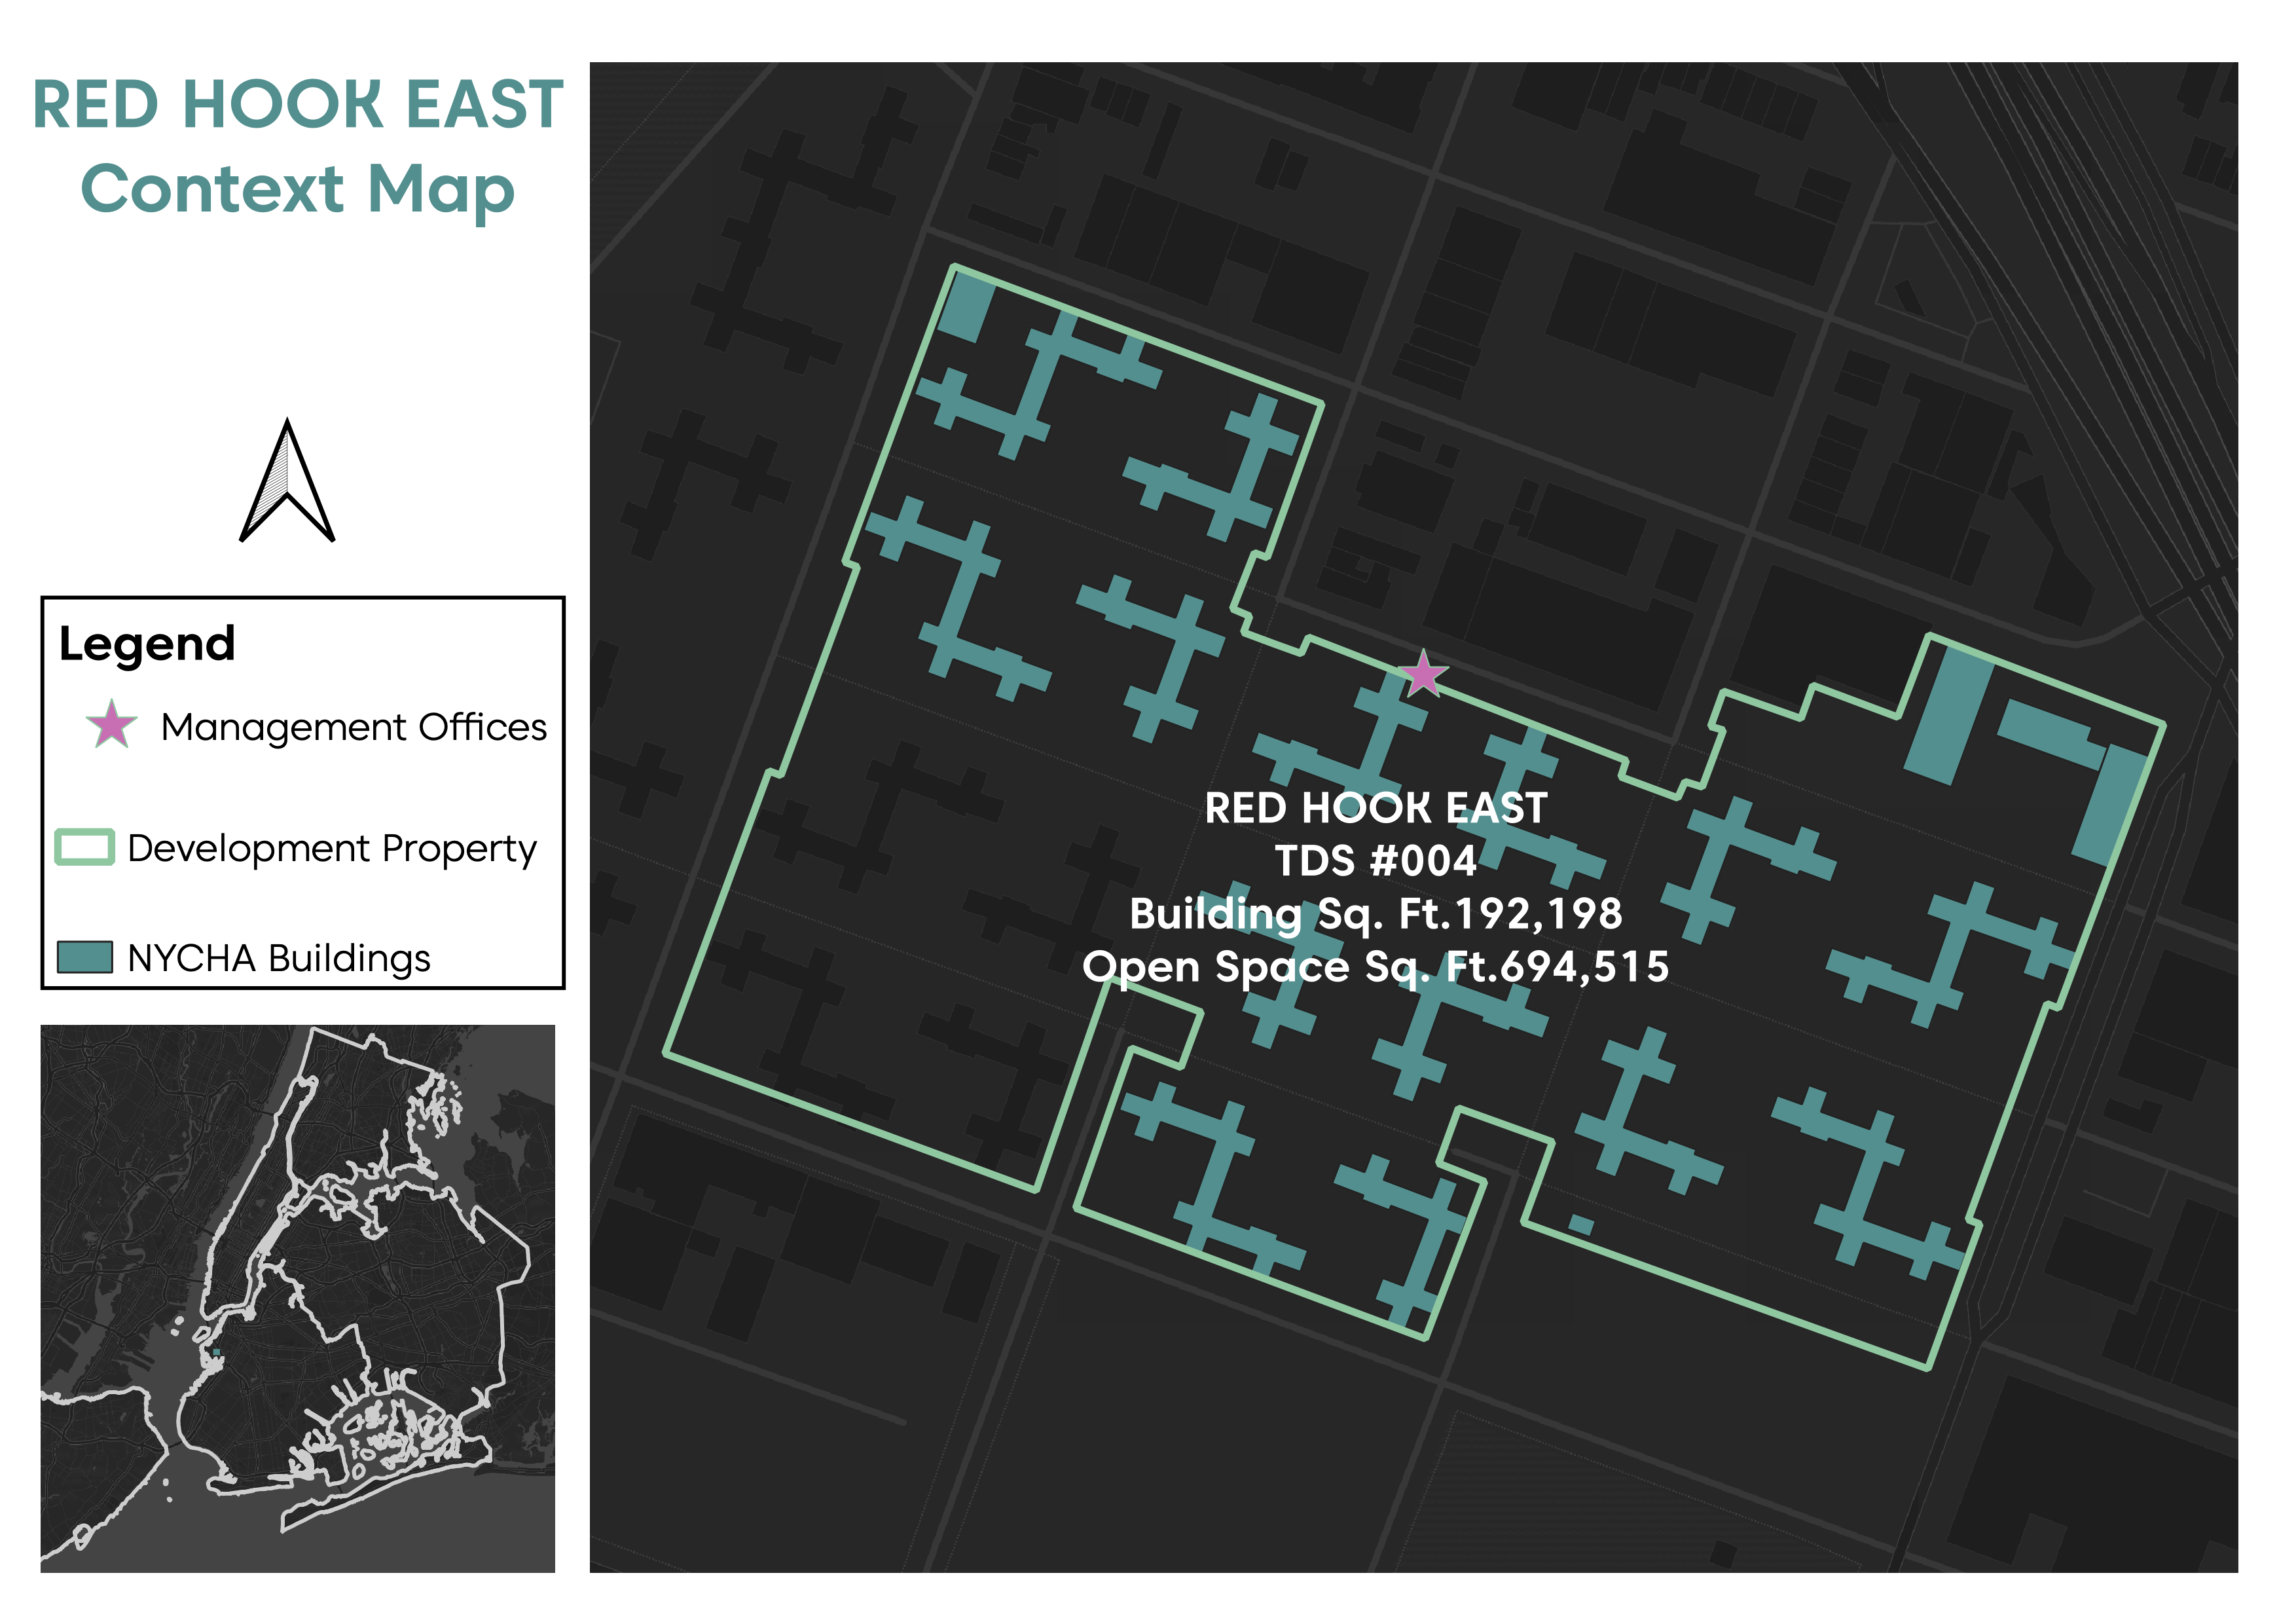 RED HOOK EAST
Context Map
Legend
Management Offices
Development Property
NYCHA Buildings
RED HOOK EAST
TDS #004
Building Sq. Ft.192,198
Open Space Sq. Ft.694,515